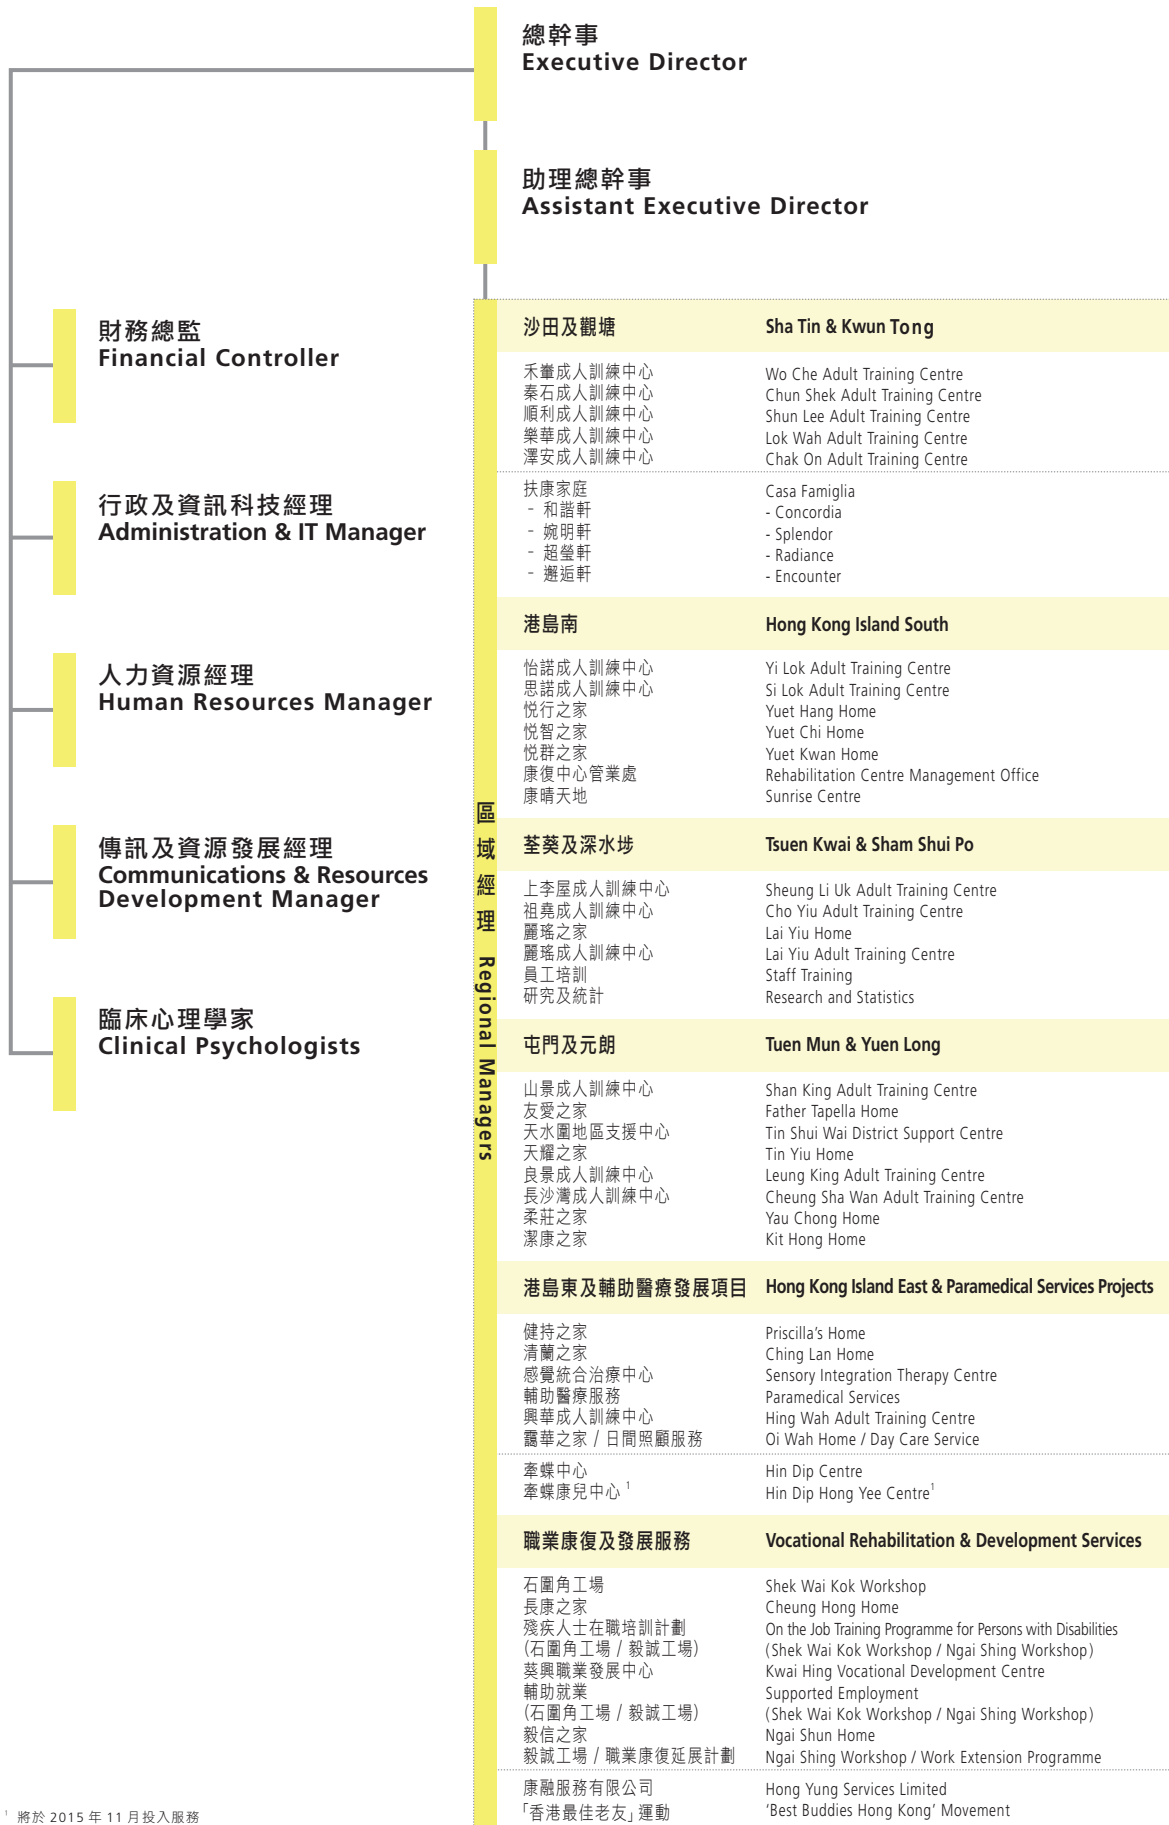 總幹事
Executive Director
助理總幹事
Assistant Executive Director
財務總監
Financial Controller
行政及資訊科技經理
Administration & IT Manager
人力資源經理
Human Resources Manager
傳訊及資源發展經理
Communications & Resources
Development Manager
臨床心理學家
Clinical Psychologists
區域經理 Regional Managers
沙田及觀塘 Sha Tin & Kwun Tong
禾輋成人訓練中心 Wo Che Adult Training Centre
秦石成人訓練中心 Chun Shek Adult Training Centre
順利成人訓練中心 Shun Lee Adult Training Centre
樂華成人訓練中心 Lok Wah Adult Training Centre
澤安成人訓練中心 Chak On Adult Training Centre
扶康家庭 Casa Famiglia
- 和諧軒 - Concordia
- 婉明軒 - Splendor
- 超瑩軒 - Radiance
- 邂逅軒 - Encounter
港島南 Hong Kong Island South
怡諾成人訓練中心 Yi Lok Adult Training Centre
思諾成人訓練中心 Si Lok Adult Training Centre
悦行之家 Yuet Hang Home
悦智之家 Yuet Chi Home
悦群之家 Yuet Kwan Home
康復中心管業處 Rehabilitation Centre Management Office
康晴天地 Sunrise Centre
荃葵及深水埗 Tsuen Kwai & Sham Shui Po
上李屋成人訓練中心 Sheung Li Uk Adult Training Centre
祖堯成人訓練中心 Cho Yiu Adult Training Centre
麗瑤之家 Lai Yiu Home
麗瑤成人訓練中心 Lai Yiu Adult Training Centre
員工培訓 Staff Training
研究及統計 Research and Statistics
屯門及元朗 Tuen Mun & Yuen Long
山景成人訓練中心 Shan King Adult Training Centre
友愛之家 Father Tapella Home
天水圍地區支援中心 Tin Shui Wai District Support Centre
天耀之家 Tin Yiu Home
良景成人訓練中心 Leung King Adult Training Centre
長沙灣成人訓練中心 Cheung Sha Wan Adult Training Centre
柔莊之家 Yau Chong Home
潔康之家 Kit Hong Home
港島東及輔助醫療發展項目 Hong Kong Island East & Paramedical Services Projects
健持之家 Priscilla’s Home
清蘭之家 Ching Lan Home
感覺統合治療中心 Sensory Integration Therapy Centre
輔助醫療服務 Paramedical Services
興華成人訓練中心 Hing Wah Adult Training Centre
靄華之家 / 日間照顧服務 Oi Wah Home / Day Care Service
牽蝶中心 Hin Dip Centre
牽蝶康兒中心 1 Hin Dip Hong Yee Centre1
職業康復及發展服務 Vocational Rehabilitation & Development Services
石圍角工場 Shek Wai Kok Workshop
長康之家 Cheung Hong Home
殘疾人士在職培訓計劃 On the Job Training Programme for Persons with Disabilities
(石圍角工場 / 毅誠工場) (Shek Wai Kok Workshop / Ngai Shing Workshop)
葵興職業發展中心 Kwai Hing Vocational Development Centre
輔助就業 Supported Employment
(石圍角工場 / 毅誠工場) (Shek Wai Kok Workshop / Ngai Shing Workshop)
毅信之家 Ngai Shun Home
毅誠工場 / 職業康復延展計劃 Ngai Shing Workshop / Work Extension Programme
康融服務有限公司 Hong Yung Services Limited
「香港最佳老友」運動 ‘Best Buddies Hong Kong’ Movement
1 將於 2015 年 11 月投入服務